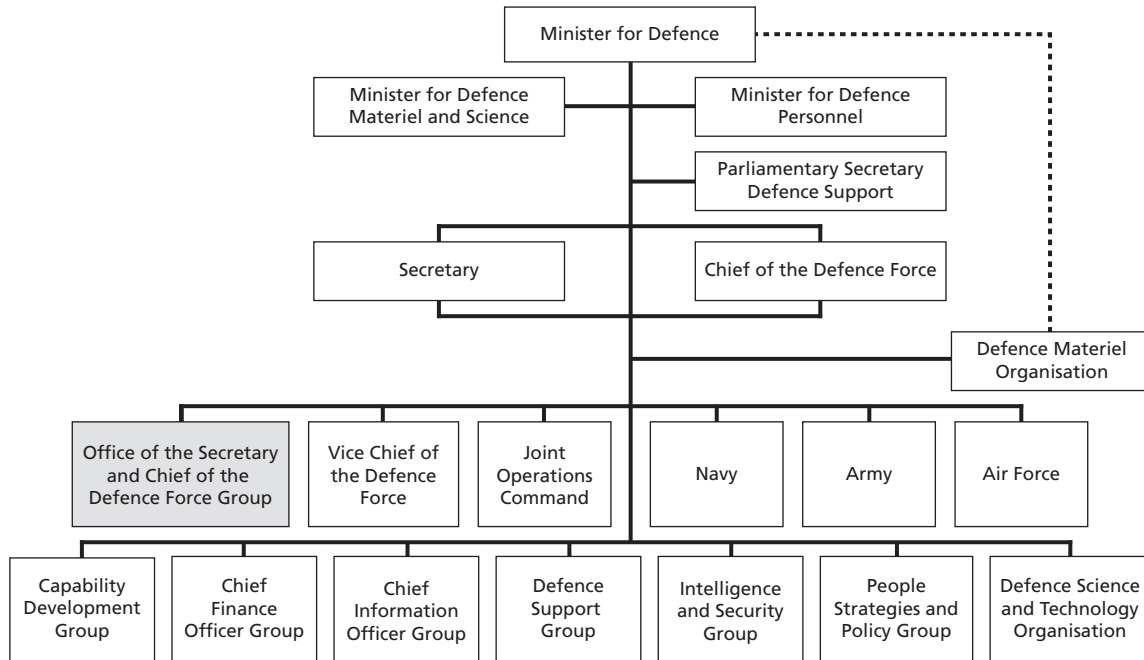 Minister for Defence
Minister for Defence
Materiel and Science
Minister for Defence
Personnel
Parliamentary Secretary
Defence Support
Secretary
Chief of the Defence Force
Defence Materiel
Organisation
Office of the Secretary
and Chief of the
Defence Force Group
Vice Chief of
the Defence
Force
Joint
Operations
Command
Navy
Army
Air Force
Capability
Development
Group
Chief
Finance
Officer Group
Chief
Information
Officer Group
Defence
Support
Group
Intelligence
and Security
Group
People
Strategies and
Policy Group
Defence Science
and Technology
Organisation